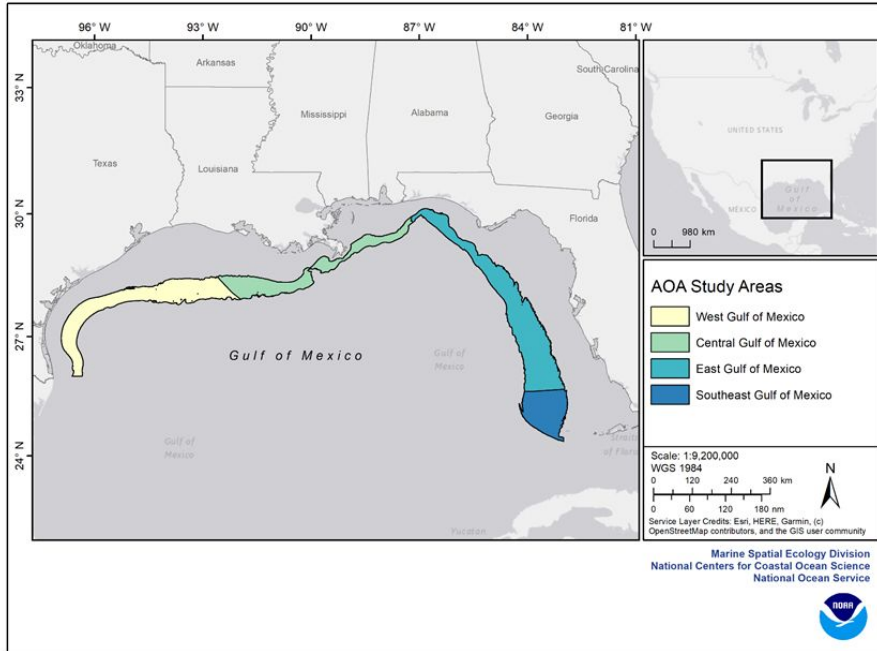 96° W
93° W
90° W
87° W
84° W
81° W
33° N
30° N
27° N
24° N
Oklahoma
Arkansas
South Carolina
Mississippi
Alabama
Georgia
Texas
Louisiana
Florida
Gulf of Mexico
Gulf of
Mexico
Gulf of
Mexico
Straits
of Florida
Yucatan
UNITED STATES
MÉXICO
Gulf
of
Mexico
0 980 km
AOA Study Areas
West Gulf of Mexico
Central Gulf of Mexico
East Gulf of Mexico
Southeast Gulf of Mexico
Scale: 1:9,200,000
WGS 1984
N
0 120 240 360 km
0 60 120 180 nm
Service Layer Credits: Esri, HERE, Garmin, (c)
OpenStreetMap contributors, and the GIS user community
Marine Spatial Ecology Division
National Centers for Coastal Ocean Science
National Ocean Service
NOAA